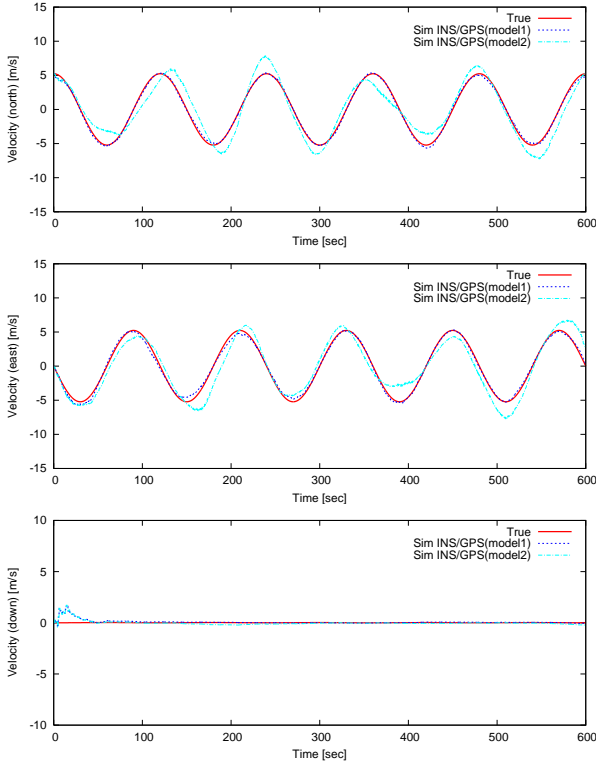 True
Sim INS/GPS(model1)
Sim INS/GPS(model2)
Velocity (north) [m/s]
15
10
5
0
-5
-10
-15
0 100 200 300 400 500 600
Time [sec]
True
Sim INS/GPS(model1)
Sim INS/GPS(model2)
Velocity (east) [m/s]
15
10
5
0
-5
-10
-15
0 100 200 300 400 500 600
Time [sec]
True
Sim INS/GPS(model1)
Sim INS/GPS(model2)
Velocity (down) [m/s]
10
5
0
-5
-10
0 100 200 300 400 500 600
Time [sec]